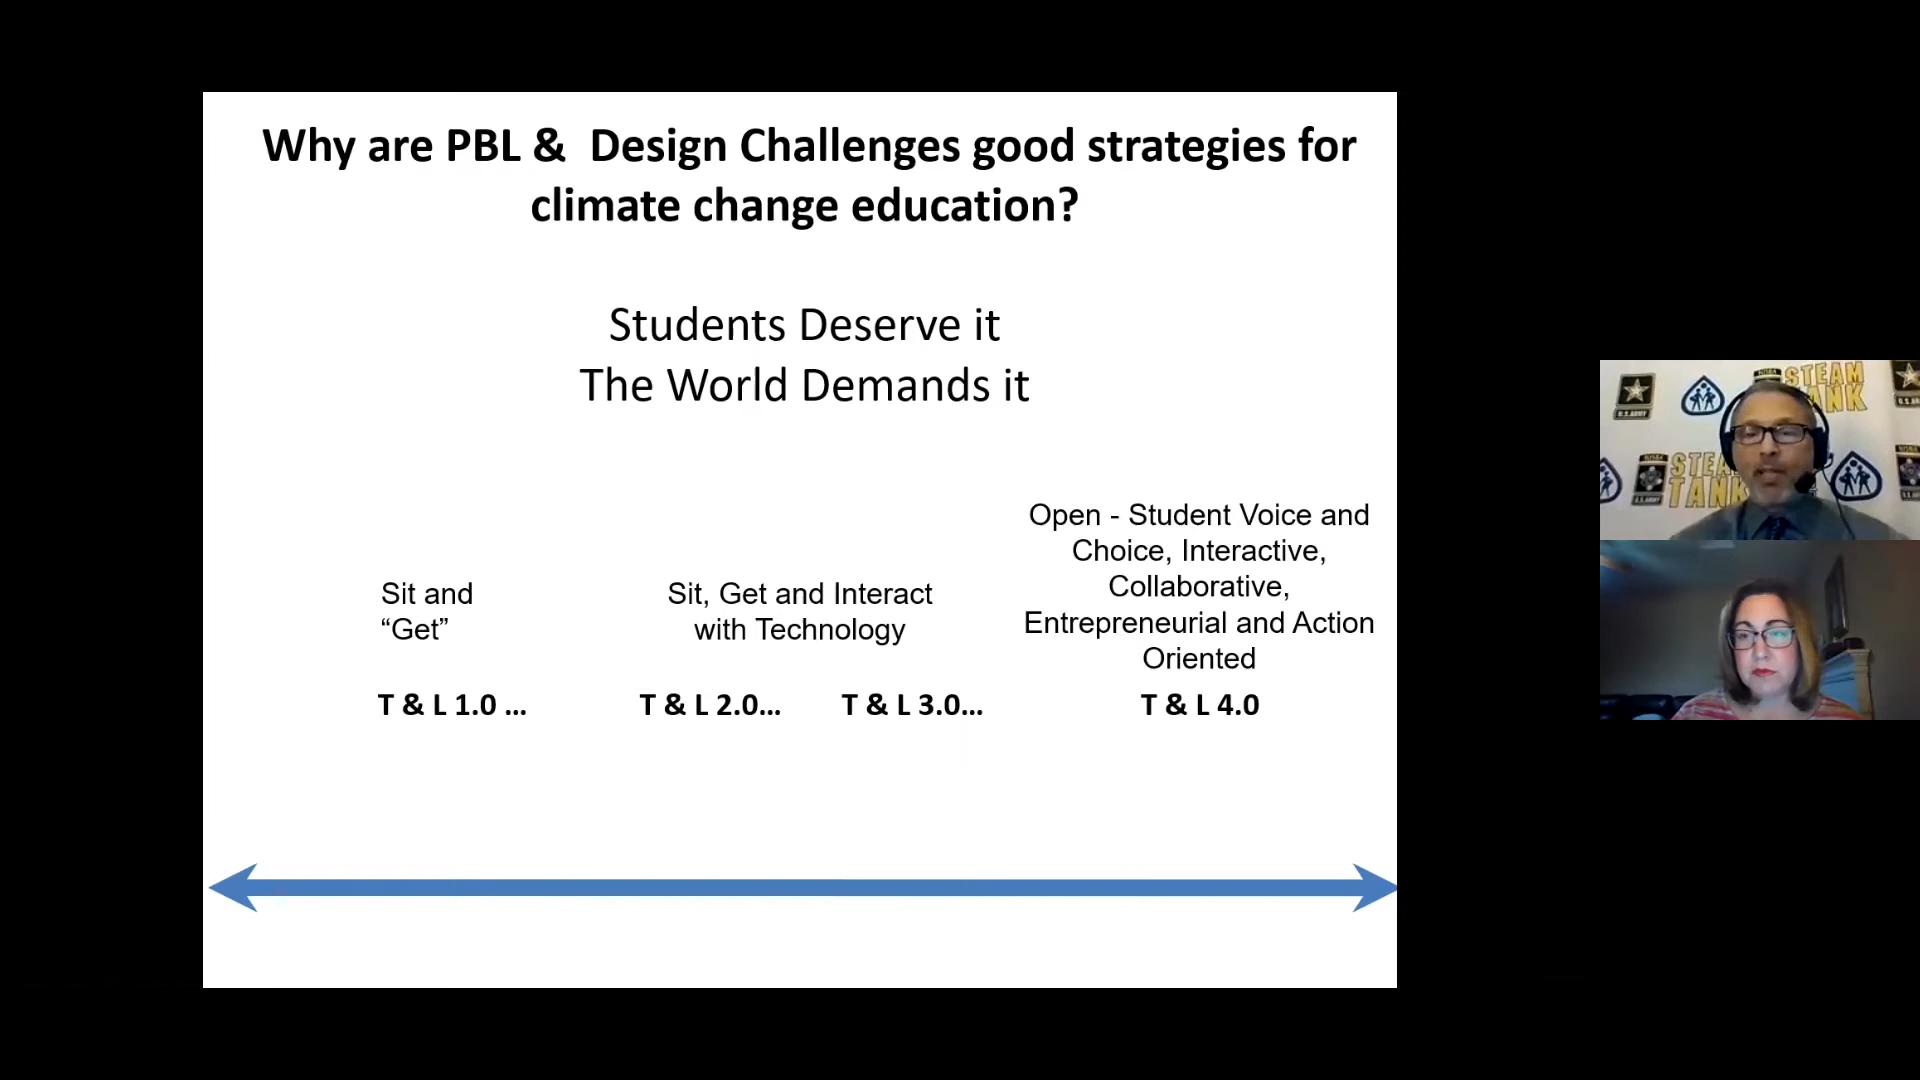 Why are PBL &  Design Challenges good strategies for
climate change education?
Students Deserve it
The World Demands it
Sit and
“Get”
Sit, Get and Interact
with Technology
Open - Student Voice and
Choice, Interactive,
Collaborative,
Entrepreneurial and Action
Oriented
T & L 1.0 ...
T & L 2.0...
T & L 3.0...
T & L 4.0
STEAM
TANK
U.S. ARMY
STEAM
TANK
U.S. ARMY